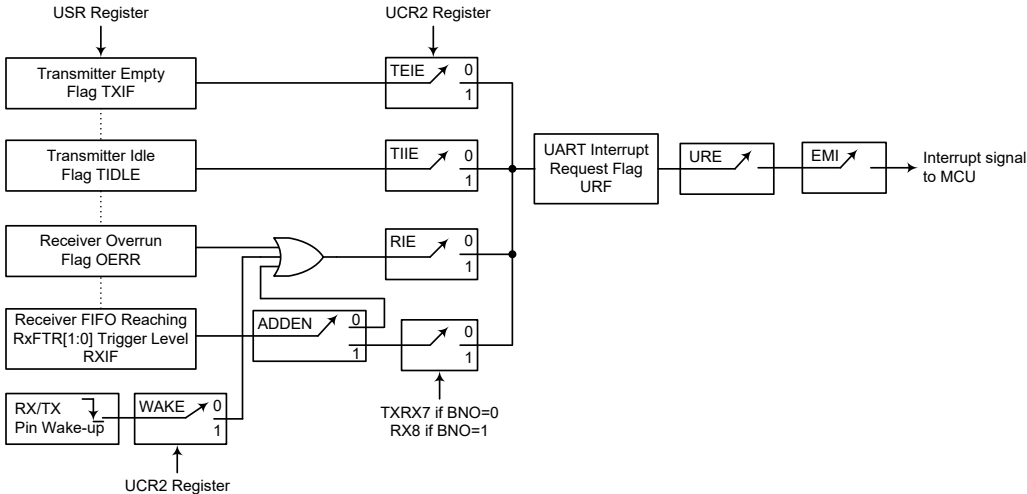 USR Register
UCR2 Register
Transmitter Empty
Flag TXIF
TEIE
0
1
Transmitter Idle
Flag TIDLE
TIIE
0
1
UART Interrupt
Request Flag
URF
URE
EMI
Interrupt signal
to MCU
Receiver Overrun
Flag OERR
RIE
0
1
Receiver FIFO Reaching
RxFTR[1:0] Trigger Level
RXIF
ADDEN
0
1
0
1
RX/TX
Pin Wake-up
WAKE
0
1
TXRX7 if BNO=0
RX8 if BNO=1
UCR2 Register